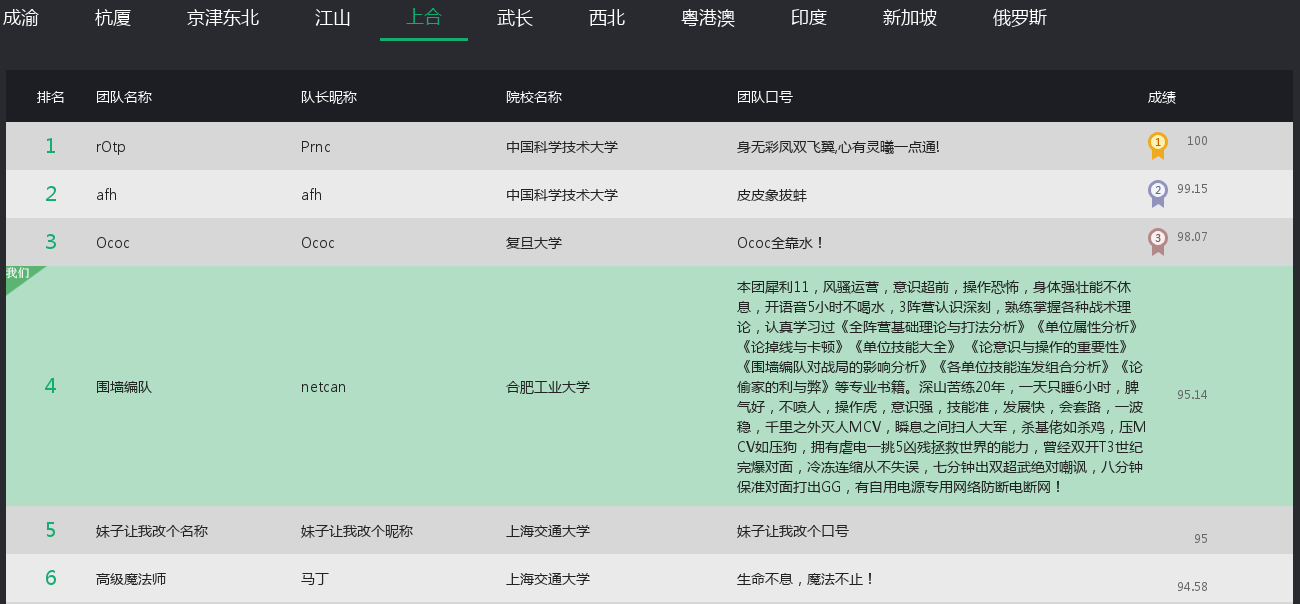 成渝 杭厦 京津东北 江山 上合 武长 西北 粤港澳 印度 新加坡 俄罗斯
排名 团队名称 队长昵称 院校名称 团队口号 成绩
1 rOtp Prnc 中国科学技术大学 身无彩凤双飞翼,心有灵曦一点通! 1 100
2 afh afh 中国科学技术大学 皮皮象拔蚌 2 99.15
3 Ococ Ococ 复旦大学 Ococ全靠水！ 3 98.07
我们
本团犀利11，风骚运营，意识超前，操作恐怖，身体强壮能不休
息，开语音5小时不喝水，3阵营认识深刻，熟练掌握各种战术理
论，认真学习过《全阵营基础理论与打法分析》《单位属性分析》
《论掉线与卡顿》《单位技能大全》 《论意识与操作的重要性》
《围墙编队对战局的影响分析》《各单位技能连发组合分析》《论
4 围墙编队 netcan 合肥工业大学 偷家的利与弊》等专业书籍。深山苦练20年，一天只睡6小时，脾 95.14
气好，不喷人，操作虎，意识强，技能准，发展快，会套路，一波
稳，千里之外灭人MCV，瞬息之间扫人大军，杀基佬如杀鸡，压M
CV如压狗，拥有虐电一挑5凶残拯救世界的能力，曾经双开T3世纪
完爆对面，冷冻连缩从不失误，七分钟出双超武绝对嘲讽，八分钟
保准对面打出GG，有自用电源专用网络防断电断网！
5 妹子让我改个名称 妹子让我改个昵称 上海交通大学 妹子让我改个口号 95
6 高级魔法师 马丁 上海交通大学 生命不息，魔法不止！ 94.58